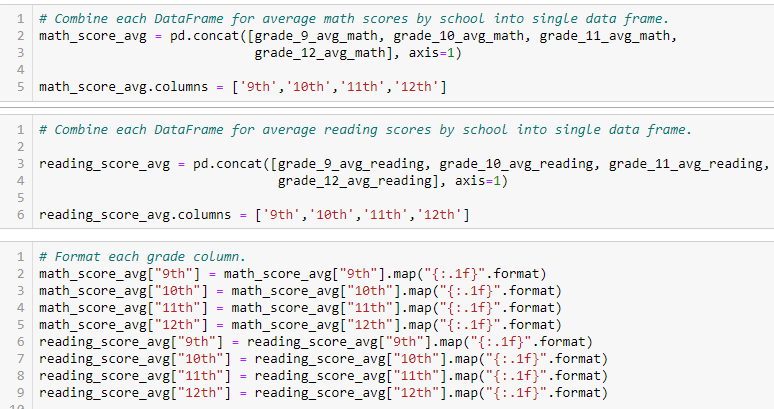 1 # Combine each DataFrame for average math scores by school into single data frame.
2 math_score_avg = pd.concat([grade_9_avg_math, grade_10_avg_math, grade_11_avg_math,
3 grade_12_avg_math], axis=1)
4
5 math_score_avg.columns = ['9th','10th','11th','12th']
1 # Combine each DataFrame for average reading scores by school into single data frame.
2
3 reading_score_avg = pd.concat([grade_9_avg_reading, grade_10_avg_reading, grade_11_avg_reading,
4 grade_12_avg_reading], axis=1)
5
6 reading_score_avg.columns = ['9th','10th','11th','12th']
1 # Format each grade column.
2 math_score_avg["9th"] = math_score_avg["9th"].map("{:.1f}".format)
3 math_score_avg["10th"] = math_score_avg["10th"].map("{:.1f}".format)
4 math_score_avg["11th"] = math_score_avg["11th"].map("{:.1f}".format)
5 math_score_avg["12th"] = math_score_avg["12th"].map("{:.1f}".format)
6 reading_score_avg["9th"] = reading_score_avg["9th"].map("{:.1f}".format)
7 reading_score_avg["10th"] = reading_score_avg["10th"].map("{:.1f}".format)
8 reading_score_avg["11th"] = reading_score_avg["11th"].map("{:.1f}".format)
9 reading_score_avg["12th"] = reading_score_avg["12th"].map("{:.1f}".format)
10